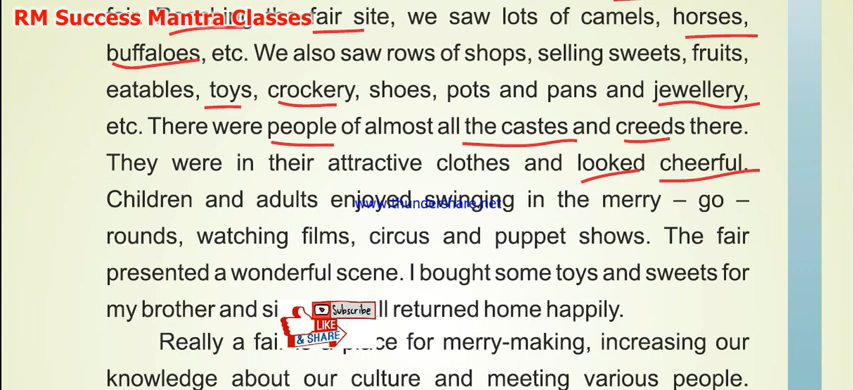 RM Success Mantra Classes
fair site, we saw lots of camels, horses,
buffaloes, etc. We also saw rows of shops, selling sweets, fruits,
eatables, toys, crockery, shoes, pots and pans and jewellery,
etc. There were people of almost all the castes and creeds there.
They were in their attractive clothes and looked cheerful.
Children and adults enjoyed swinging in the merry – go –
www.thundershare.net
rounds, watching films, circus and puppet shows. The fair
presented a wonderful scene. I bought some toys and sweets for
my brother and returned home happily.
Subscribe
LIKE
& SHARE
Really a for merry-making, increasing our
knowledge about our culture and meeting various people.